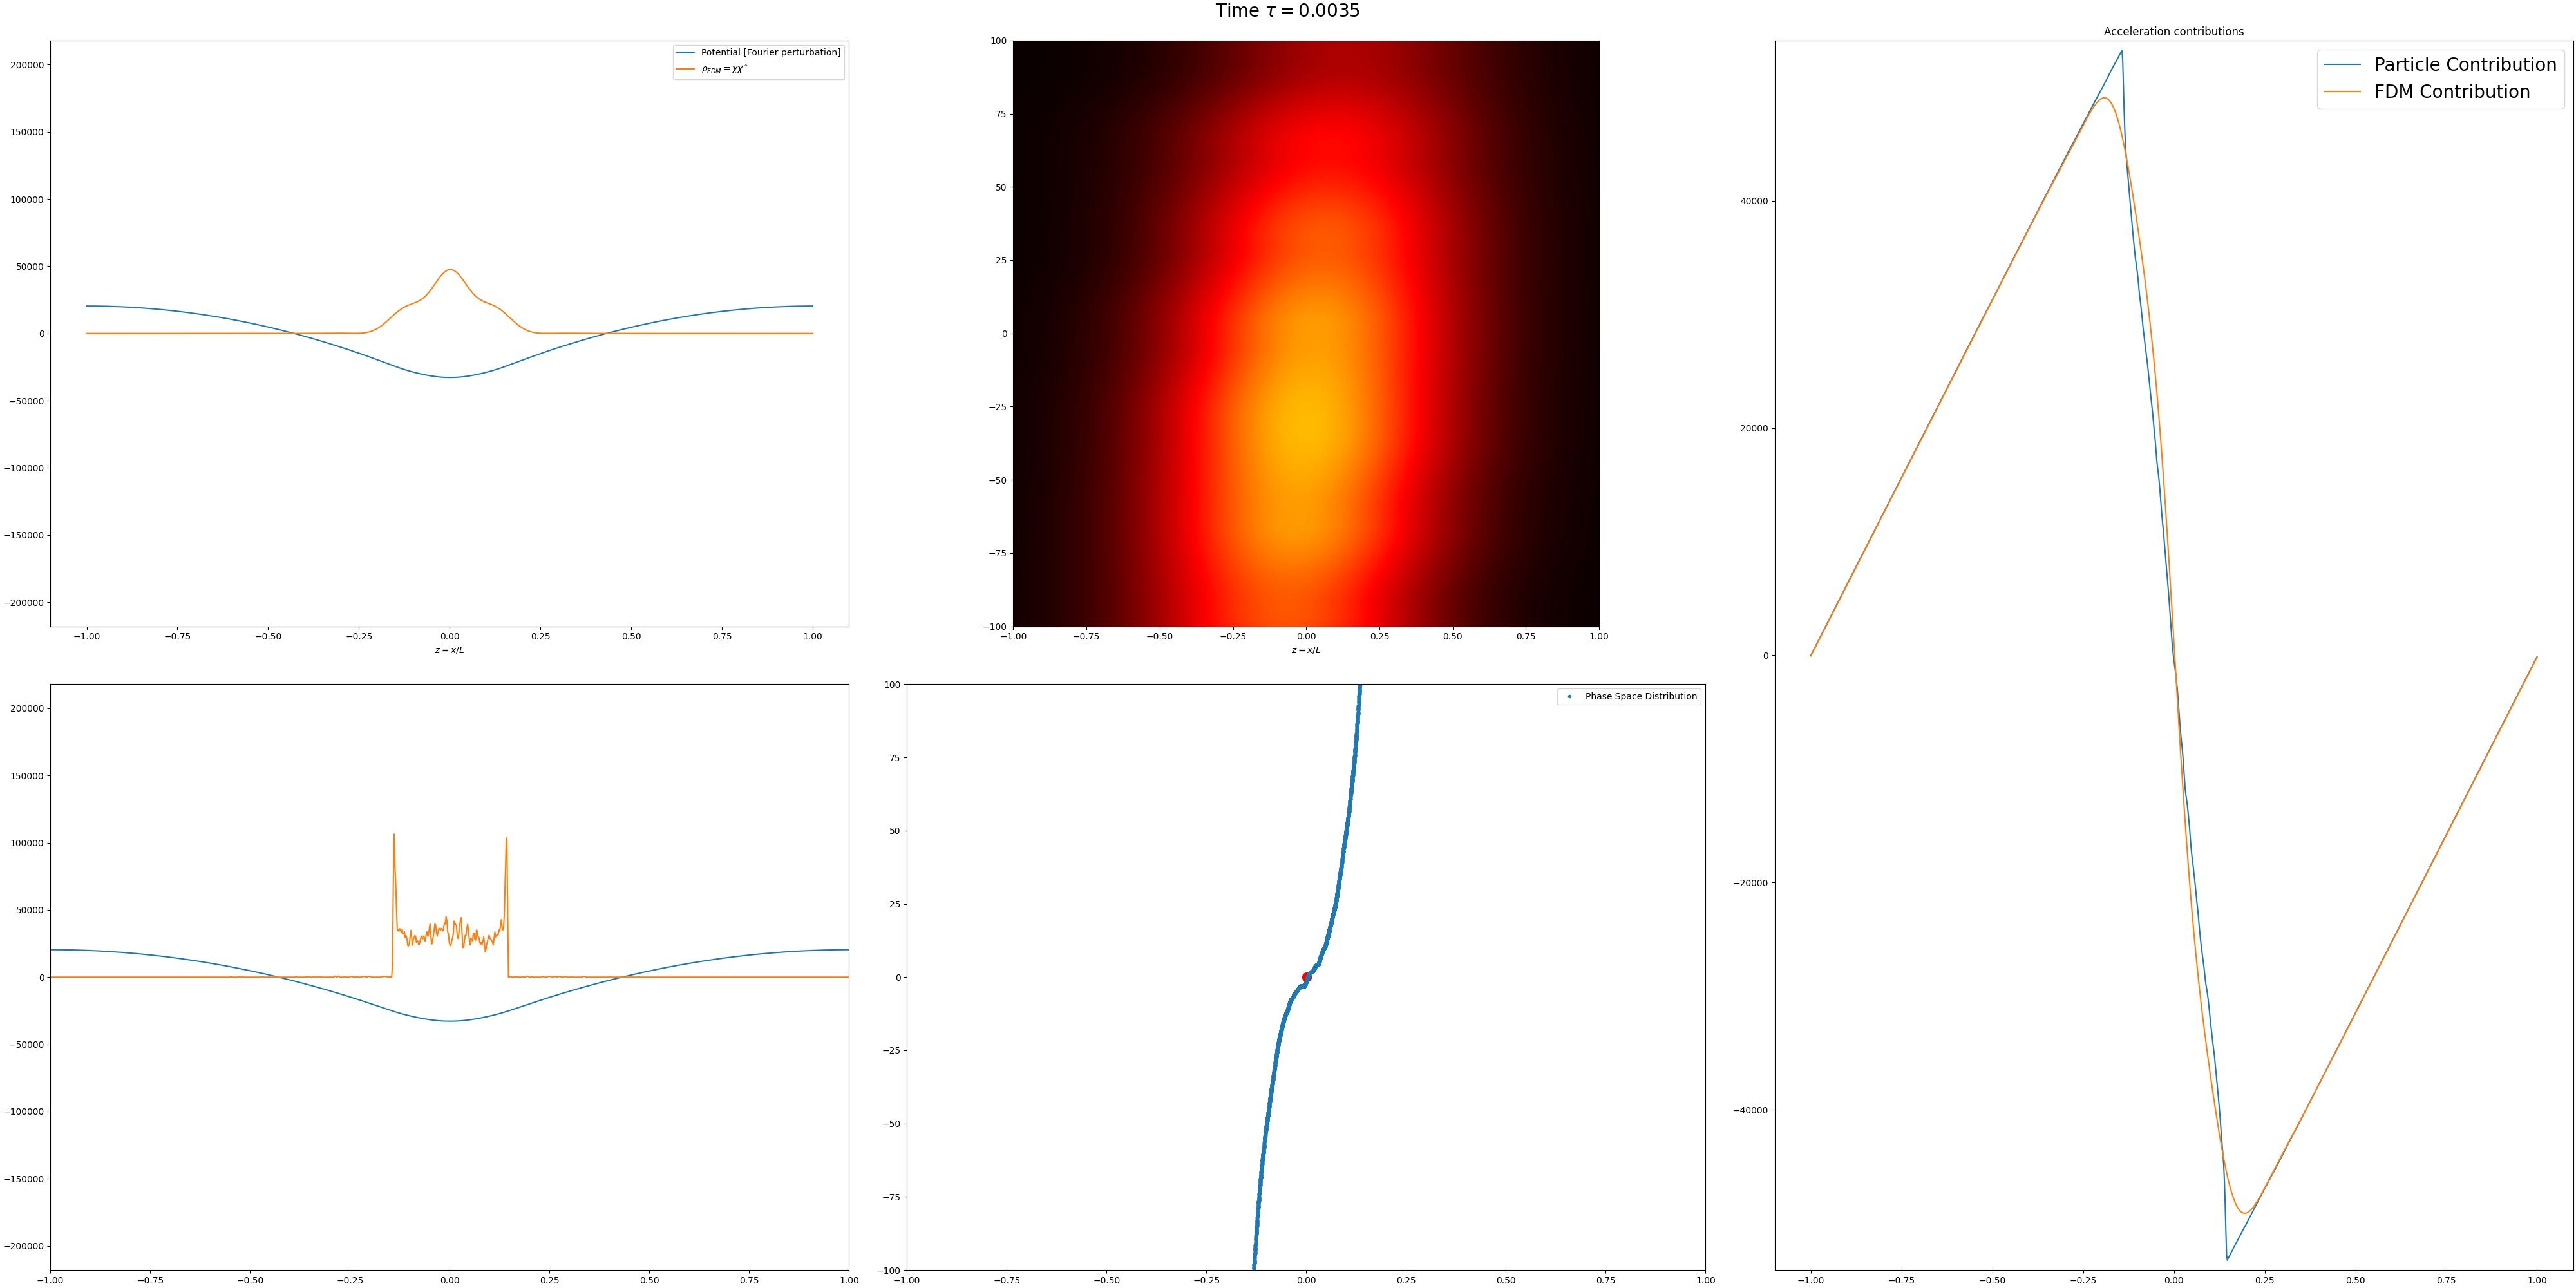 Time τ = 0.0035
200000
150000
100000
50000
0
−50000
−100000
−150000
−200000
−1.00 −0.75 −0.50 −0.25 0.00 0.25 0.50 0.75 1.00
z = x/L
Potential [Fourier perturbation]
ρFDM = χχ*
100
75
50
25
0
−25
−50
−75
−100
−1.00 −0.75 −0.50 −0.25 0.00 0.25 0.50 0.75 1.00
z = x/L
Acceleration contributions
Particle Contribution
FDM Contribution
40000
20000
0
−20000
−40000
−1.00 −0.75 −0.50 −0.25 0.00 0.25 0.50 0.75 1.00
200000
150000
100000
50000
0
−50000
−100000
−150000
−200000
−1.00 −0.75 −0.50 −0.25 0.00 0.25 0.50 0.75 1.00
Phase Space Distribution
100
75
50
25
0
−25
−50
−75
−100
−1.00 −0.75 −0.50 −0.25 0.00 0.25 0.50 0.75 1.00